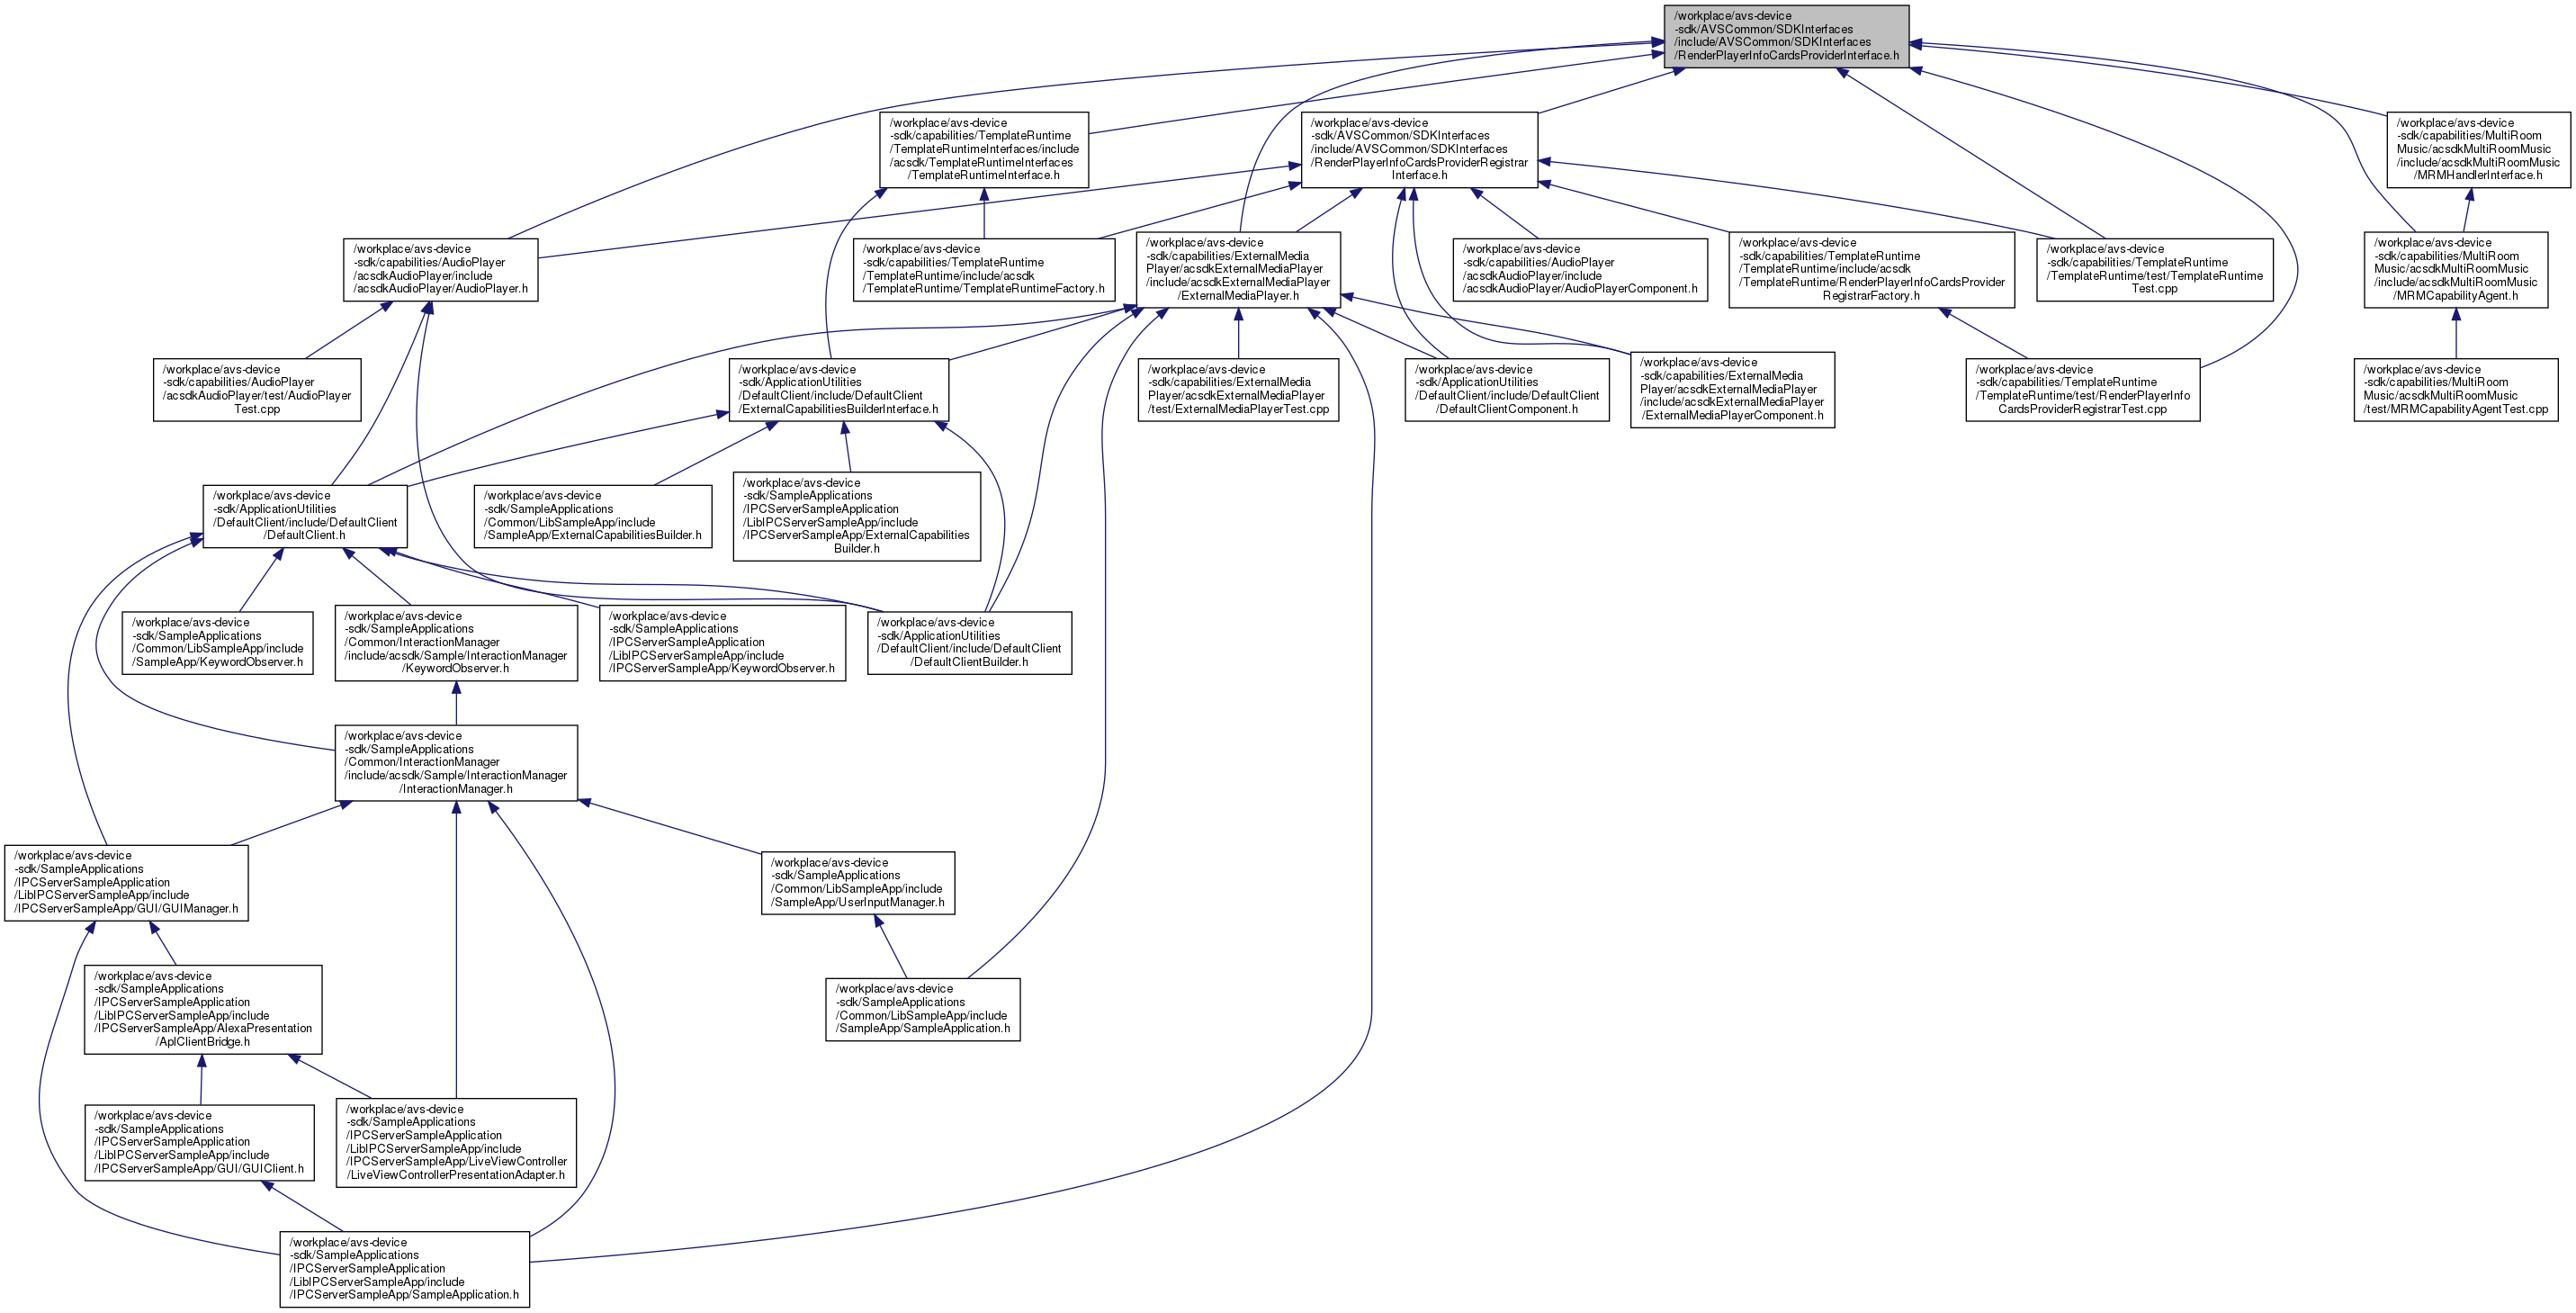 /workplace/avs-device
-sdk/AVSCommon/SDKInterfaces
/include/AVSCommon/SDKInterfaces
/RenderPlayerInfoCardsProviderInterface.h
/workplace/avs-device
-sdk/capabilities/TemplateRuntime
/TemplateRuntimeInterfaces/include
/acsdk/TemplateRuntimeInterfaces
/TemplateRuntimeInterface.h
/workplace/avs-device
-sdk/AVSCommon/SDKInterfaces
/include/AVSCommon/SDKInterfaces
/RenderPlayerInfoCardsProviderRegistrar
Interface.h
/workplace/avs-device
-sdk/capabilities/MultiRoom
Music/acsdkMultiRoomMusic
/include/acsdkMultiRoomMusic
/MRMHandlerInterface.h
/workplace/avs-device
-sdk/capabilities/AudioPlayer
/acsdkAudioPlayer/include
/acsdkAudioPlayer/AudioPlayer.h
/workplace/avs-device
-sdk/capabilities/TemplateRuntime
/TemplateRuntime/include/acsdk
/TemplateRuntime/TemplateRuntimeFactory.h
/workplace/avs-device
-sdk/capabilities/ExternalMedia
Player/acsdkExternalMediaPlayer
/include/acsdkExternalMediaPlayer
/ExternalMediaPlayer.h
/workplace/avs-device
-sdk/capabilities/AudioPlayer
/acsdkAudioPlayer/include
/acsdkAudioPlayer/AudioPlayerComponent.h
/workplace/avs-device
-sdk/capabilities/TemplateRuntime
/TemplateRuntime/include/acsdk
/TemplateRuntime/RenderPlayerInfoCardsProvider
RegistrarFactory.h
/workplace/avs-device
-sdk/capabilities/TemplateRuntime
/TemplateRuntime/test/TemplateRuntime
Test.cpp
/workplace/avs-device
-sdk/capabilities/MultiRoom
Music/acsdkMultiRoomMusic
/include/acsdkMultiRoomMusic
/MRMCapabilityAgent.h
/workplace/avs-device
-sdk/capabilities/AudioPlayer
/acsdkAudioPlayer/test/AudioPlayer
Test.cpp
/workplace/avs-device
-sdk/ApplicationUtilities
/DefaultClient/include/DefaultClient
/ExternalCapabilitiesBuilderInterface.h
/workplace/avs-device
-sdk/capabilities/ExternalMedia
Player/acsdkExternalMediaPlayer
/test/ExternalMediaPlayerTest.cpp
/workplace/avs-device
-sdk/ApplicationUtilities
/DefaultClient/include/DefaultClient
/DefaultClientComponent.h
/workplace/avs-device
-sdk/capabilities/ExternalMedia
Player/acsdkExternalMediaPlayer
/include/acsdkExternalMediaPlayer
/ExternalMediaPlayerComponent.h
/workplace/avs-device
-sdk/capabilities/TemplateRuntime
/TemplateRuntime/test/RenderPlayerInfo
CardsProviderRegistrarTest.cpp
/workplace/avs-device
-sdk/capabilities/MultiRoom
Music/acsdkMultiRoomMusic
/test/MRMCapabilityAgentTest.cpp
/workplace/avs-device
-sdk/ApplicationUtilities
/DefaultClient/include/DefaultClient
/DefaultClient.h
/workplace/avs-device
-sdk/SampleApplications
/Common/LibSampleApp/include
/SampleApp/ExternalCapabilitiesBuilder.h
/workplace/avs-device
-sdk/SampleApplications
/IPCServerSampleApplication
/LibIPCServerSampleApp/include
/IPCServerSampleApp/ExternalCapabilities
Builder.h
/workplace/avs-device
-sdk/SampleApplications
/Common/LibSampleApp/include
/SampleApp/KeywordObserver.h
/workplace/avs-device
-sdk/SampleApplications
/Common/InteractionManager
/include/acsdk/Sample/InteractionManager
/KeywordObserver.h
/workplace/avs-device
-sdk/SampleApplications
/IPCServerSampleApplication
/LibIPCServerSampleApp/include
/IPCServerSampleApp/KeywordObserver.h
/workplace/avs-device
-sdk/ApplicationUtilities
/DefaultClient/include/DefaultClient
/DefaultClientBuilder.h
/workplace/avs-device
-sdk/SampleApplications
/Common/InteractionManager
/include/acsdk/Sample/InteractionManager
/InteractionManager.h
/workplace/avs-device
-sdk/SampleApplications
/IPCServerSampleApplication
/LibIPCServerSampleApp/include
/IPCServerSampleApp/GUI/GUIManager.h
/workplace/avs-device
-sdk/SampleApplications
/Common/LibSampleApp/include
/SampleApp/UserInputManager.h
/workplace/avs-device
-sdk/SampleApplications
/IPCServerSampleApplication
/LibIPCServerSampleApp/include
/IPCServerSampleApp/AlexaPresentation
/AplClientBridge.h
/workplace/avs-device
-sdk/SampleApplications
/Common/LibSampleApp/include
/SampleApp/SampleApplication.h
/workplace/avs-device
-sdk/SampleApplications
/IPCServerSampleApplication
/LibIPCServerSampleApp/include
/IPCServerSampleApp/GUI/GUIClient.h
/workplace/avs-device
-sdk/SampleApplications
/IPCServerSampleApplication
/LibIPCServerSampleApp/include
/IPCServerSampleApp/LiveViewController
/LiveViewControllerPresentationAdapter.h
/workplace/avs-device
-sdk/SampleApplications
/IPCServerSampleApplication
/LibIPCServerSampleApp/include
/IPCServerSampleApp/SampleApplication.h